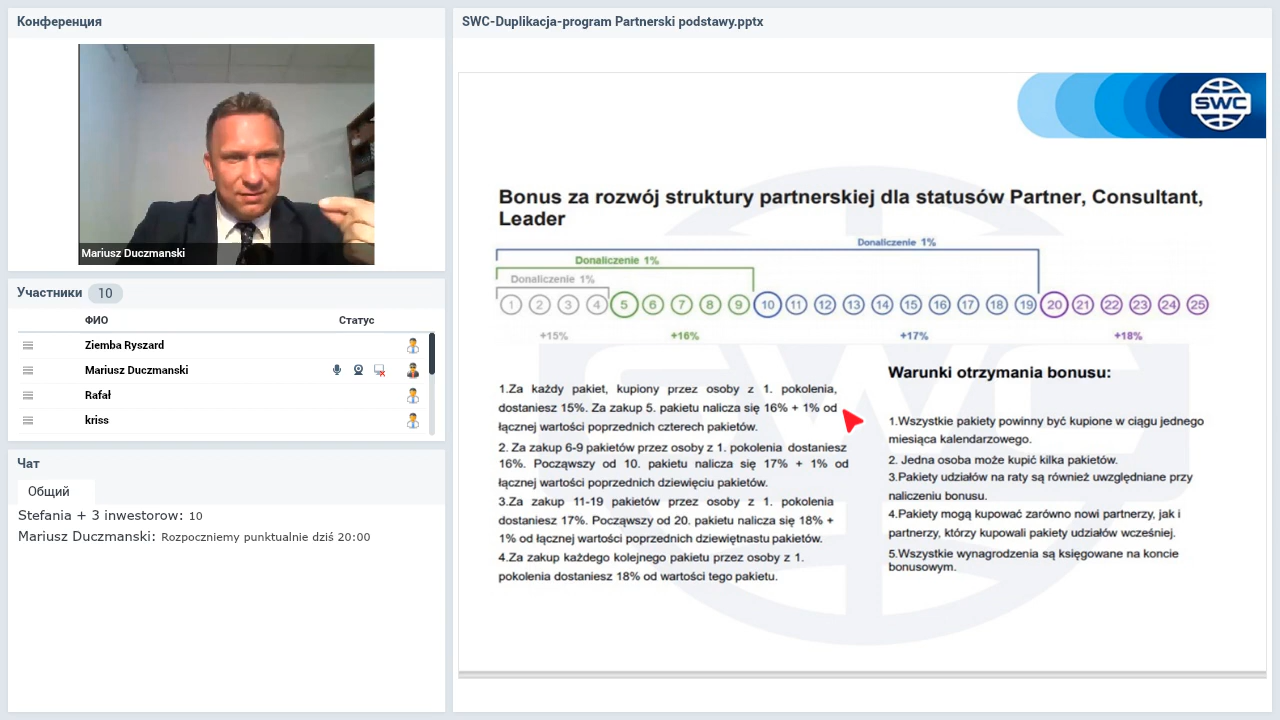 Конференция
Mariusz Duczmanski
Участники 10
ФИО Статус
Ziemba Ryszard
Mariusz Duczmanski
Rafał
kriss
Чат
Общий
Stefania + 3 inwestorow: 10
Mariusz Duczmanski: Rozpoczniemy punktualnie dziś 20:00
SWC-Duplikacja-program Partnerski podstawy.pptx
SWC
Bonus za rozwój struktury partnerskiej dla statusów Partner, Consultant,
Leader
Donaliczenie 1%
Donaliczenie 1%
Donaliczenie 1%
1 2 3 4 5 6 7 8 9 10 11 12 13 14 15 16 17 18 19 20 21 22 23 24 25
+15% +16% +17% +18%
1.Za każdy pakiet, kupiony przez osoby z 1. pokolenia,
dostaniesz 15%. Za zakup 5. pakietu nalicza się 16% + 1% od
łącznej wartości poprzednich czterech pakietów.
2. Za zakup 6-9 pakietów przez osoby z 1. pokolenia dostaniesz
16%. Począwszy od 10. pakietu nalicza się 17% + 1% od
łącznej wartości poprzednich dziewięciu pakietów.
3.Za zakup 11-19 pakietów przez osoby z 1. pokolenia
dostaniesz 17%. Począwszy od 20. pakietu nalicza się 18% +
1% od łącznej wartości poprzednich dziewiętnastu pakietów.
4.Za zakup każdego kolejnego pakietu przez osoby z 1.
pokolenia dostaniesz 18% od wartości tego pakietu.
Warunki otrzymania bonusu:
1.Wszystkie pakiety powinny być kupione w ciągu jednego
miesiąca kalendarzowego.
2. Jedna osoba może kupić kilka pakietów.
3.Pakiety udziałów na raty są również uwzględniane przy
naliczeniu bonusu.
4.Pakiety mogą kupować zarówno nowi partnerzy, jak i
partnerzy, którzy kupowali pakiety udziałów wcześniej.
5.Wszystkie wynagrodzenia są księgowane na koncie
bonusowym.